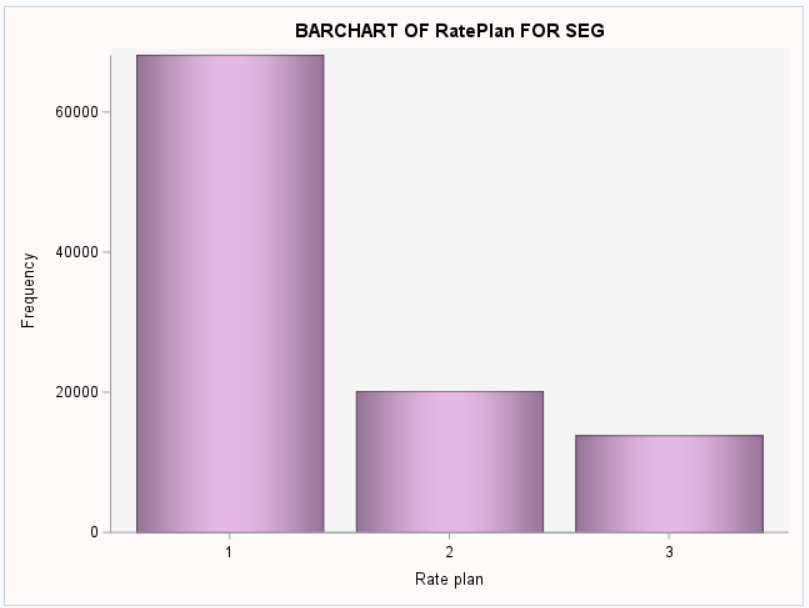 BARCHART OF RatePlan FOR SEG
60000
40000
20000
0
Frequency
1 2 3
Rate plan